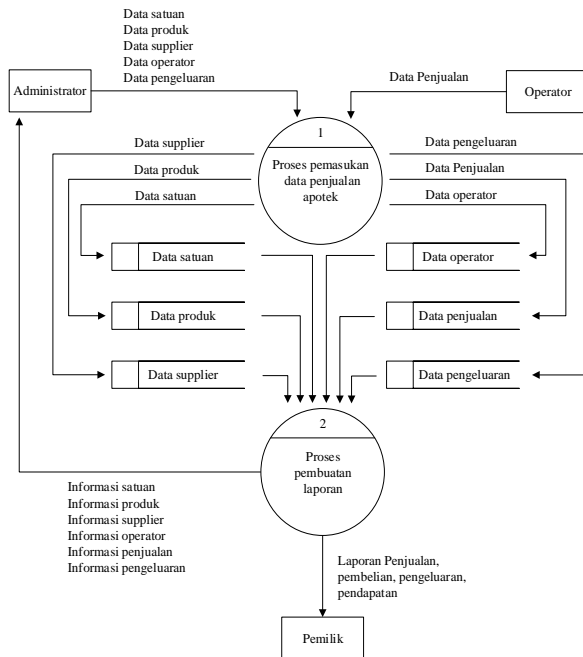 Data satuan
Data produk
Data supplier
Data operator
Data pengeluaran
Administrator
Data Penjualan
Operator
1
Proses pemasukan
data penjualan
apotek
Data supplier
Data produk
Data satuan
Data pengeluaran
Data Penjualan
Data operator
Data satuan
Data operator
Data produk
Data penjualan
Data supplier
Data pengeluaran
2
Proses
pembuatan
laporan
Informasi satuan
Informasi produk
Informasi supplier
Informasi operator
Informasi penjualan
Informasi pengeluaran
Laporan Penjualan,
pembelian, pengeluaran,
pendapatan
Pemilik